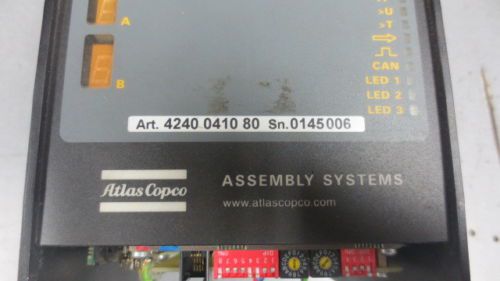 >U
A
>T
CAN
B
LED 1
LED 2
LED 3
Art. 4240 0410 80 Sn.0145006
Atlas Copco
ASSEMBLY SYSTEMS
www.atlascopco.com